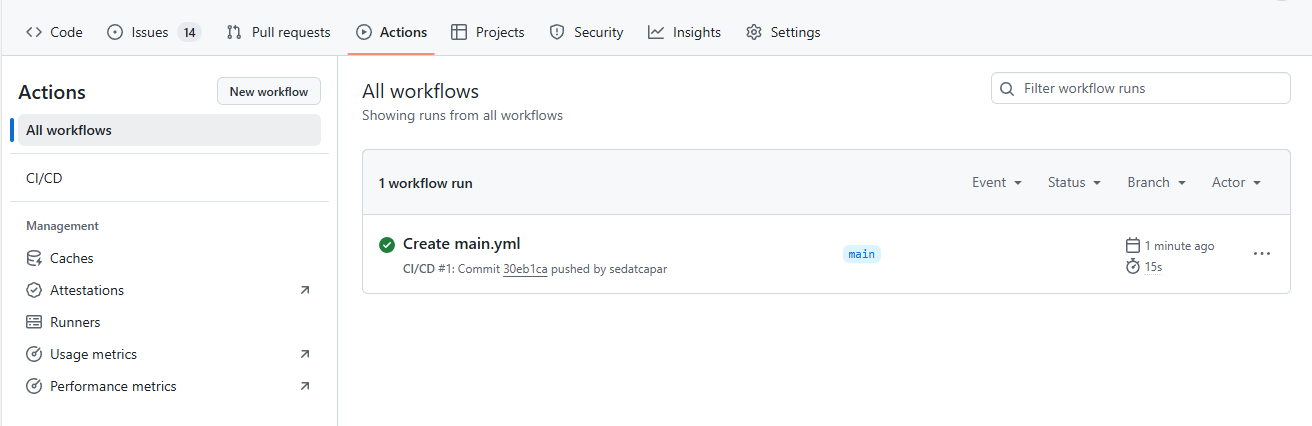 Code Issues 14 Pull requests Actions Projects Security Insights Settings
Actions
New workflow
All workflows
CI/CD
Management
Caches
Attestations
Runners
Usage metrics
Performance metrics
All workflows
Showing runs from all workflows
Filter workflow runs
1 workflow run
Event Status Branch Actor
Create main.yml
CI/CD #1: Commit 30eb1ca pushed by sedatcapar
main
1 minute ago
15s